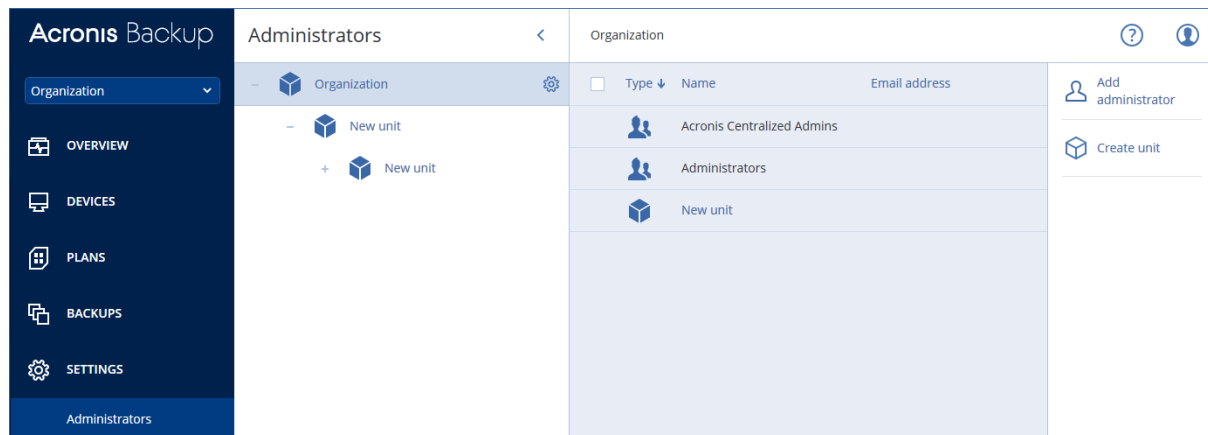 Acronis Backup
Organization
OVERVIEW
DEVICES
PLANS
BACKUPS
SETTINGS
Administrators
Administrators
Organization
New unit
New unit
Organization
Type Name Email address
Acronis Centralized Admins
Administrators
New unit
Add
administrator
Create unit